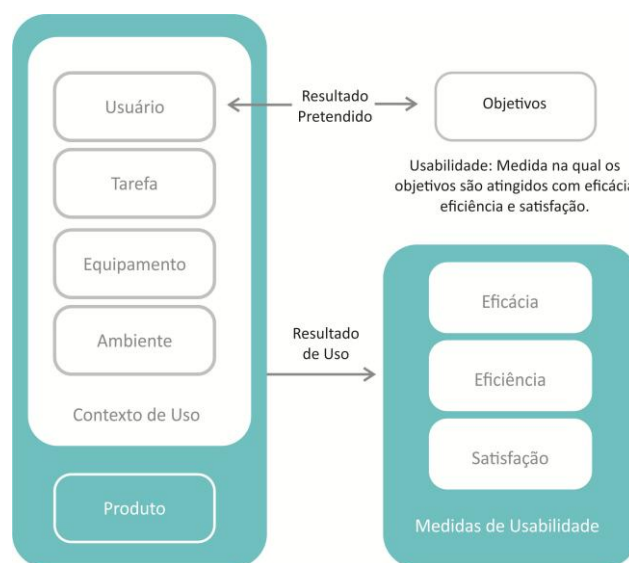 Usuário
Tarefa
Equipamento
Ambiente
Contexto de Uso
Produto
Resultado
Pretendido
Objetivos
Usabilidade: Medida na qual os
objetivos são atingidos com eficácia
eficiência e satisfação.
Resultado
de Uso
Eficácia
Eficiência
Satisfação
Medidas de Usabilidade